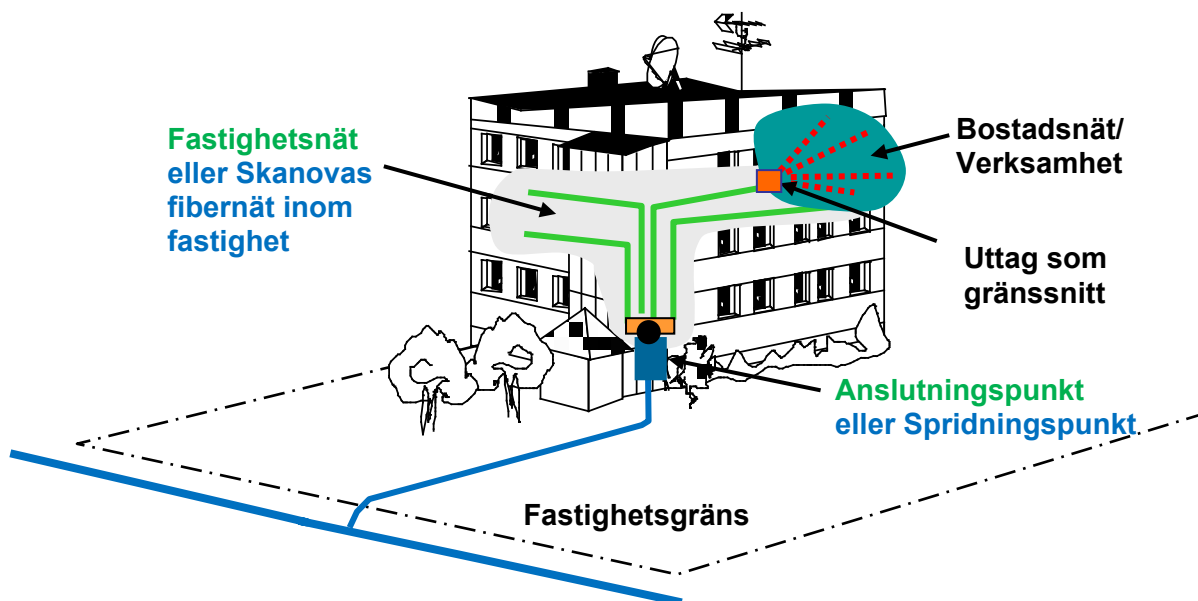 Fastighetsnät
eller Skanovas
fibernät inom
fastighet
Bostadsnät/
Verksamhet
Uttag som
gränssnitt
Anslutningspunkt
eller Spridningspunkt
Fastighetsgräns